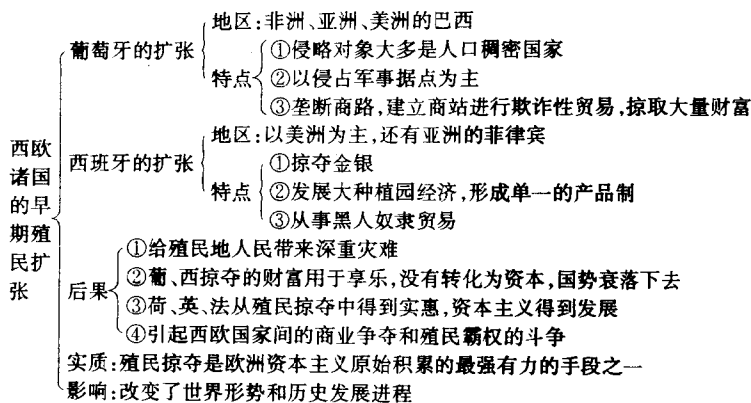 西欧诸国的早期殖民扩张
葡萄牙的扩张
地区:非洲、亚洲、美洲的巴西
特点
①侵略对象大多是人口稠密国家
②以侵占军事据点为主
③垄断商路,建立商站进行欺诈性贸易,掠取大量财富
西班牙的扩张
地区:以美洲为主,还有亚洲的菲律宾
特点
①掠夺金银
②发展大种植园经济,形成单一的产品制
③从事黑人奴隶贸易
后果
①给殖民地人民带来深重灾难
②葡、西掠夺的财富用于享乐,没有转化为资本,国势衰落下去
③荷、英、法从殖民掠夺中得到实惠,资本主义得到发展
④引起西欧国家间的商业争夺和殖民霸权的斗争
实质:殖民掠夺是欧洲资本主义原始积累的最强有力的手段之一
影响:改变了世界形势和历史发展进程